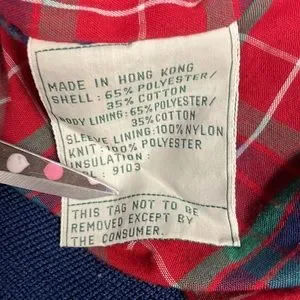 MADE IN HONG KONG
SHELL: 65% POLYESTER/
35% COTTON
BODY LINING: 65% POLYESTER/
35% COTTON
SLEEVE LINING: 100% NYLON
KNIT: 100% POLYESTER
INSULATION:
9103
THIS TAG NOT TO BE
REMOVED EXCEPT BY
THE CONSUMER.